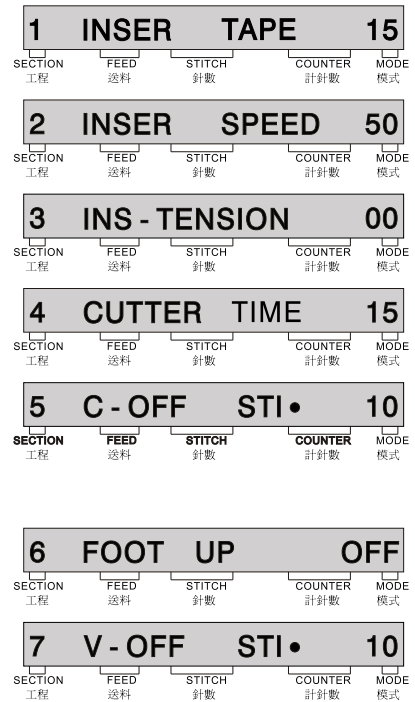 1 INSER TAPE 15
SECTION FEED STITCH COUNTER MODE
工程 送料 針數 計針數 模式
2 INSER SPEED 50
SECTION FEED STITCH COUNTER MODE
工程 送料 針數 計針數 模式
3 INS - TENSION 00
SECTION FEED STITCH COUNTER MODE
工程 送料 針數 計針數 模式
4 CUTTER TIME 15
SECTION FEED STITCH COUNTER MODE
工程 送料 針數 計針數 模式
5 C - OFF STI • 10
SECTION FEED STITCH COUNTER MODE
工程 送料 針數 計針數 模式
6 FOOT UP OFF
SECTION FEED STITCH COUNTER MODE
工程 送料 針數 計針數 模式
7 V - OFF STI • 10
SECTION FEED STITCH COUNTER MODE
工程 送料 針數 計針數 模式